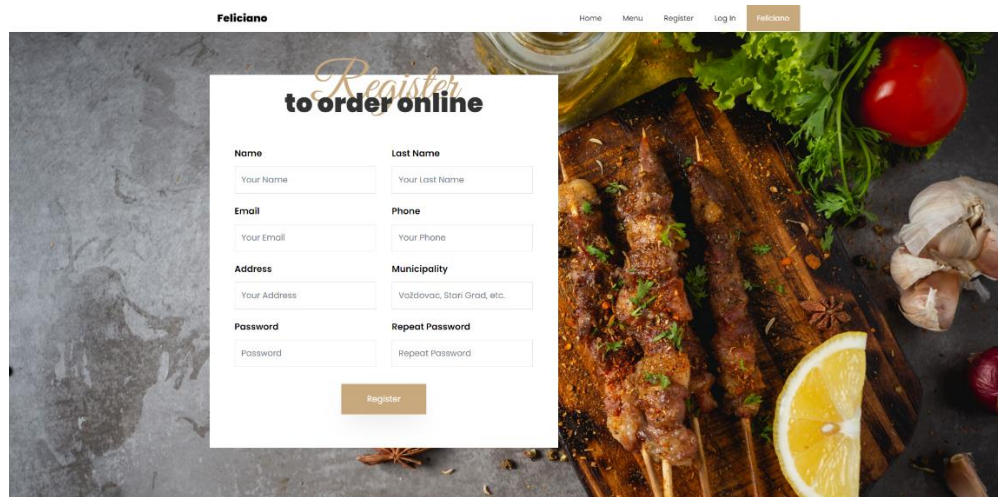 Feliciano
Home Menu Register Log In Feliciano
Register
to order online
Name Last Name
Your Name Your Last Name
Email Phone
Your Email Your Phone
Address Municipality
Your Address Voždovac, Stari Grad, etc.
Password Repeat Password
Password Repeat Password
Register